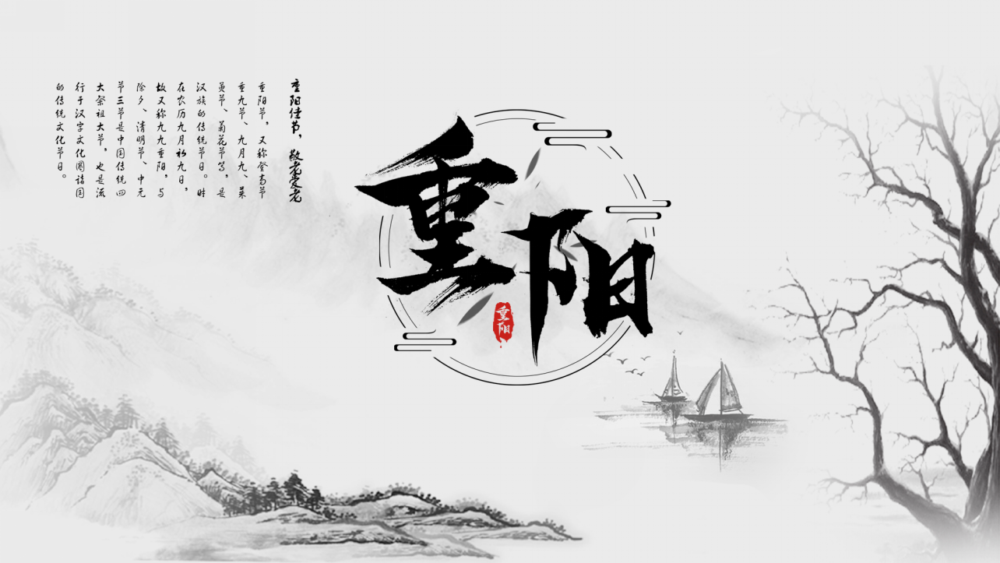 重阳佳节，敬老爱老
重阳节，又称登高节
重九节、九月九、茱
萸节、菊花节等，是
汉族的传统节日。时
在农历九月初九日，
故又称九九重阳，与
除夕、清明节、中元
节三节是中国传统四
大祭祖大节，也是流
行于汉字文化圈诸国
的传统文化节日。
重阳
重阳